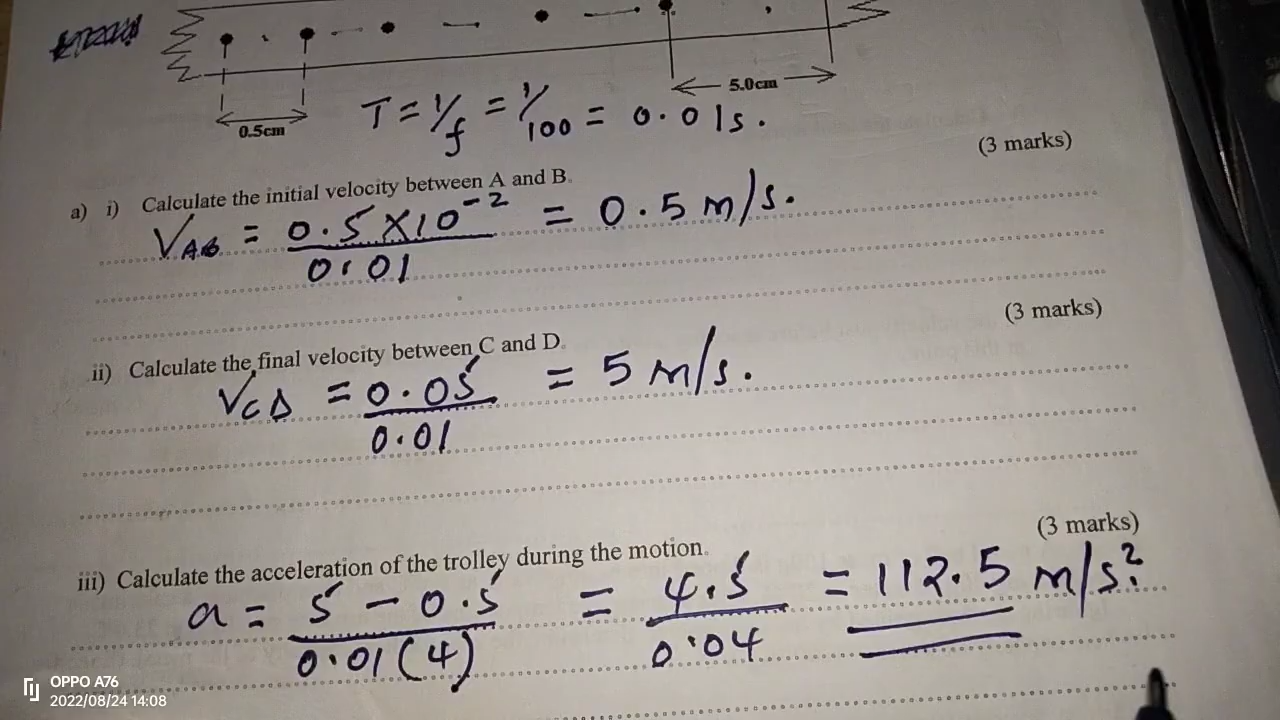 0.5cm
5.0cm
T = 1/f = 1/100 = 0.01s.
(3 marks)
a) i) Calculate the initial velocity between A and B.
VAB = 0.5 × 10⁻² / 0.01 = 0.5 m/s.
(3 marks)
ii) Calculate the final velocity between C and D.
VCD = 0.05 / 0.01 = 5 m/s.
(3 marks)
iii) Calculate the acceleration of the trolley during the motion.
a = 5 – 0.5 / 0.01(4) = 4.5 / 0.04 = 112.5 m/s².
OPPO A76
2022/08/24 14:08